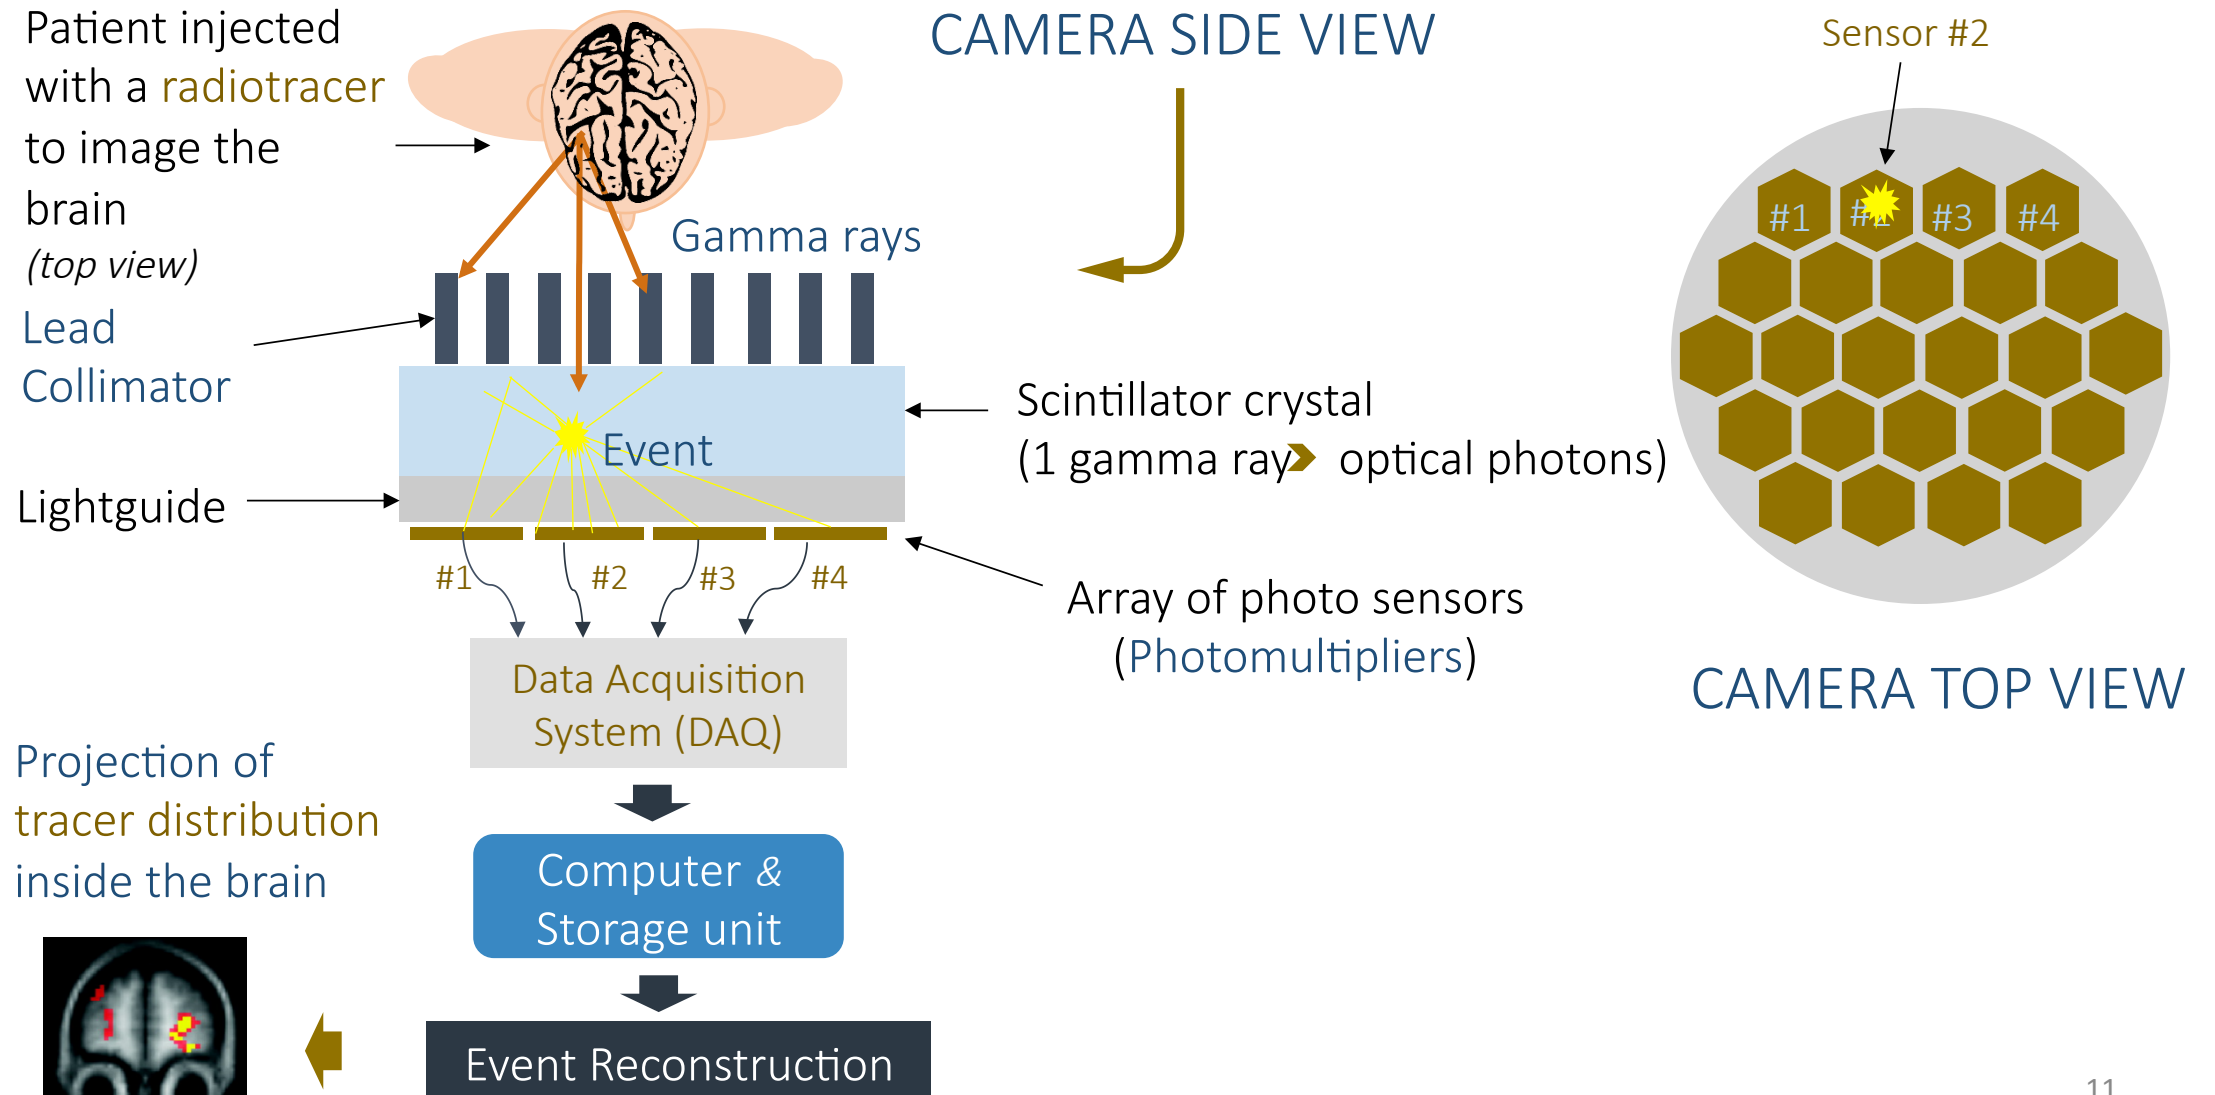 Patient injected
with a radiotracer
to image the
brain
(top view)
Lead
Collimator
Lightguide
CAMERA SIDE VIEW
Gamma rays
Event
Scintillator crystal
(1 gamma ray optical photons)
Array of photo sensors
(Photomultipliers)
#1 #2 #3 #4
Data Acquisition
System (DAQ)
Computer &
Storage unit
Event Reconstruction
Projection of
tracer distribution
inside the brain
Sensor #2
#1 #2 #3 #4
CAMERA TOP VIEW
11